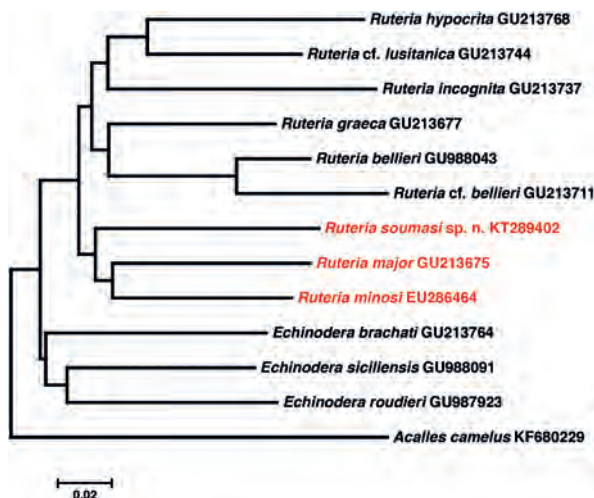 Ruteria hypocrita GU213768
Ruteria cf. lusitanica GU213744
Ruteria incognita GU213737
Ruteria graeca GU213677
Ruteria bellieri GU988043
Ruteria cf. bellieri GU213711
Ruteria soumasi sp. n. KT289402
Ruteria major GU213675
Ruteria minosi EU286464
Echinodera brachati GU213764
Echinodera siciliensis GU988091
Echinodera roudieri GU987923
Acalles camelus KF680229
0.02